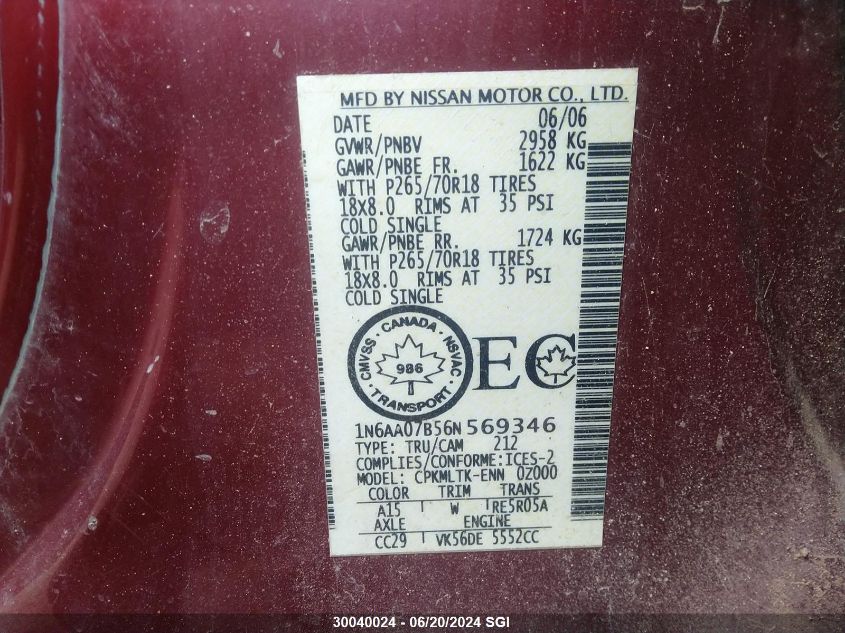 MFD BY NISSAN MOTOR CO., LTD.
DATE 06/06
GVWR/PNBV 2958 KG
GAWR/PNBE FR. 1622 KG
WITH P265/70R18 TIRES
18X8.0 RIMS AT 35 PSI
COLD SINGLE
GAWR/PNBE RR. 1724 KG
WITH P265/70R18 TIRES
18X8.0 RIMS AT 35 PSI
COLD SINGLE
CMVSS · CANADA · NSVAC
986
· TRANSPORT ·
EC
1N6AA07B56N569346
TYPE: TRU/CAM 212
COMPLIES/CONFORME:ICES-2
MODEL: CPKMLTK-ENN 0Z000
COLOR TRIM TRANS
A15 W RE5R05A
AXLE ENGINE
CC29 VK56DE 5552CC
30040024 - 06/20/2024 SGI